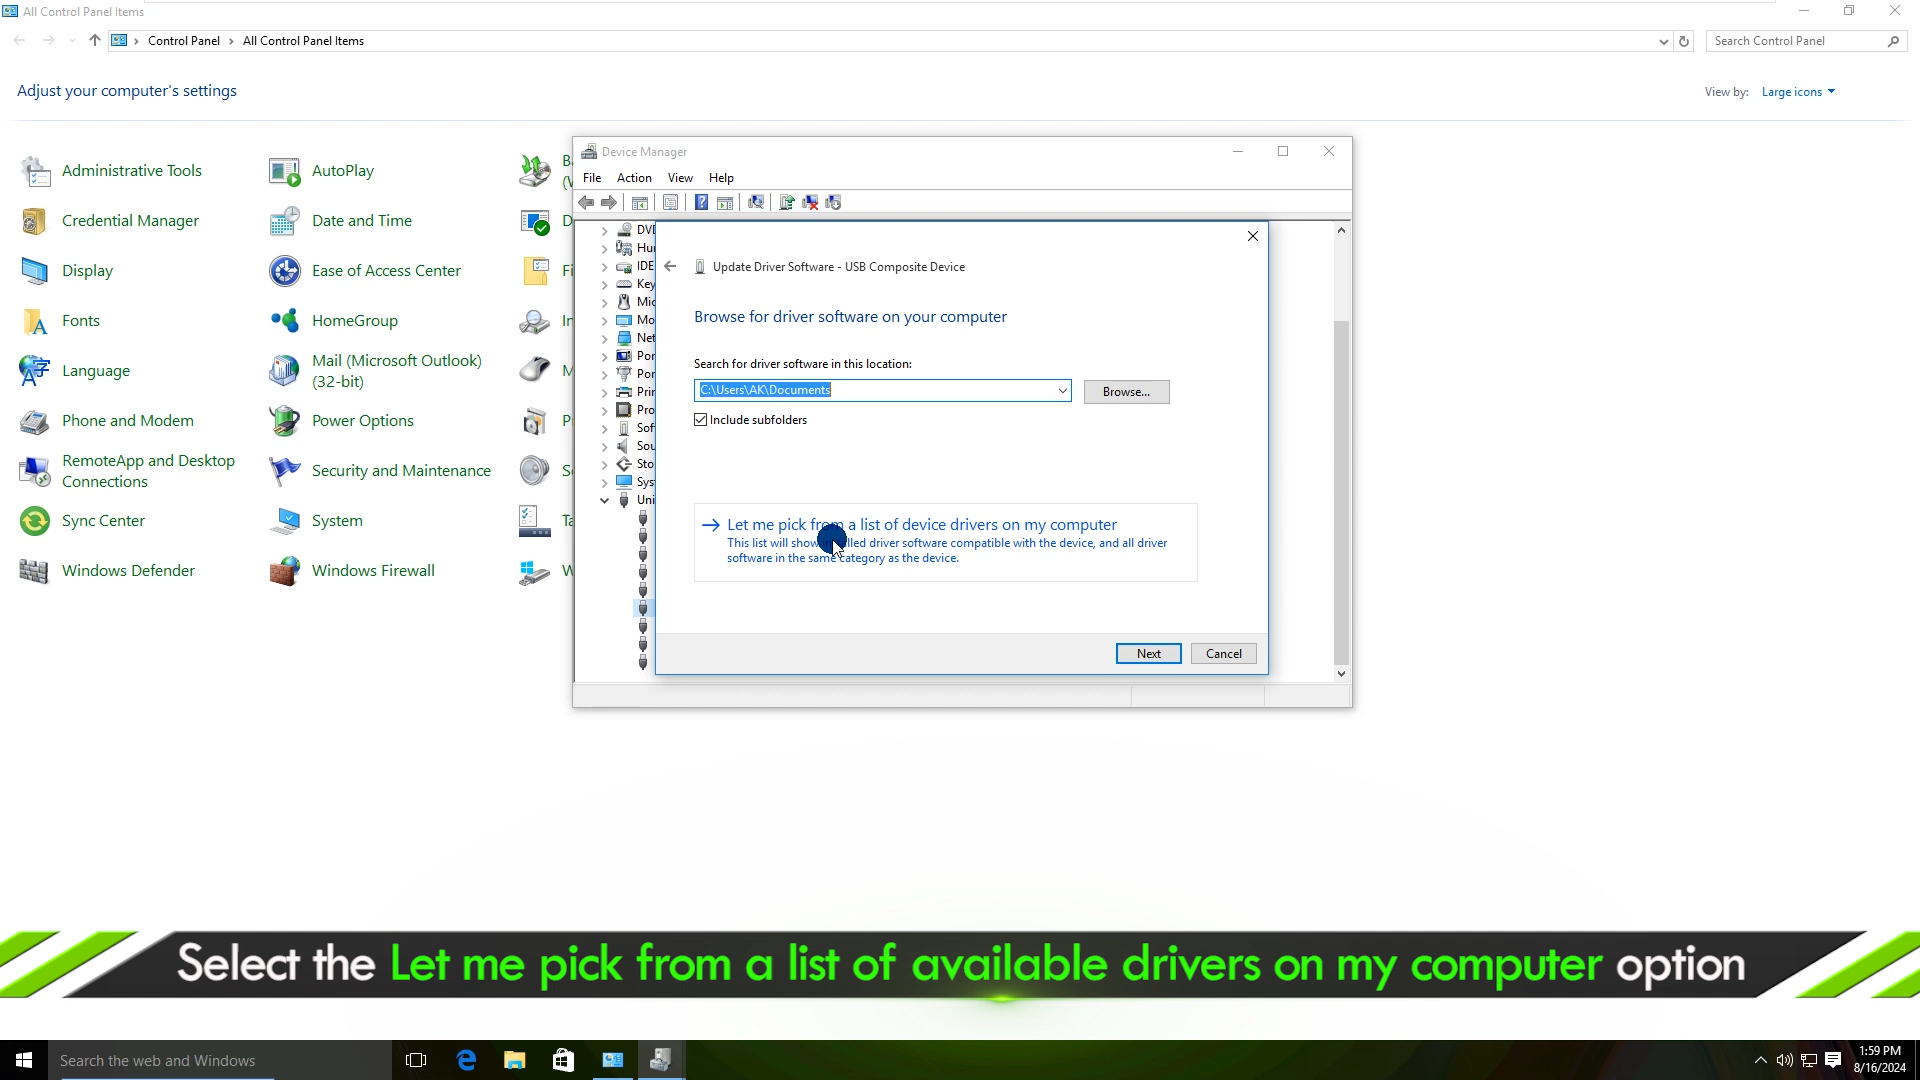 All Control Panel Items
Control Panel > All Control Panel Items
Search Control Panel
Adjust your computer's settings
View by: Large icons
Administrative Tools
AutoPlay
Credential Manager
Date and Time
Display
Ease of Access Center
Fonts
HomeGroup
Language
Mail (Microsoft Outlook)
(32-bit)
Phone and Modem
Power Options
RemoteApp and Desktop
Connections
Security and Maintenance
Sync Center
System
Windows Defender
Windows Firewall
Device Manager
File Action View Help
IDE
Update Driver Software - USB Composite Device
Browse for driver software on your computer
Search for driver software in this location:
C:\Users\AK\Documents
Browse...
Include subfolders
Let me pick from a list of device drivers on my computer
This list will show installed driver software compatible with the device, and all driver
software in the same category as the device.
Next Cancel
Select the Let me pick from a list of available drivers on my computer option
Search the web and Windows
1:59 PM
8/16/2024